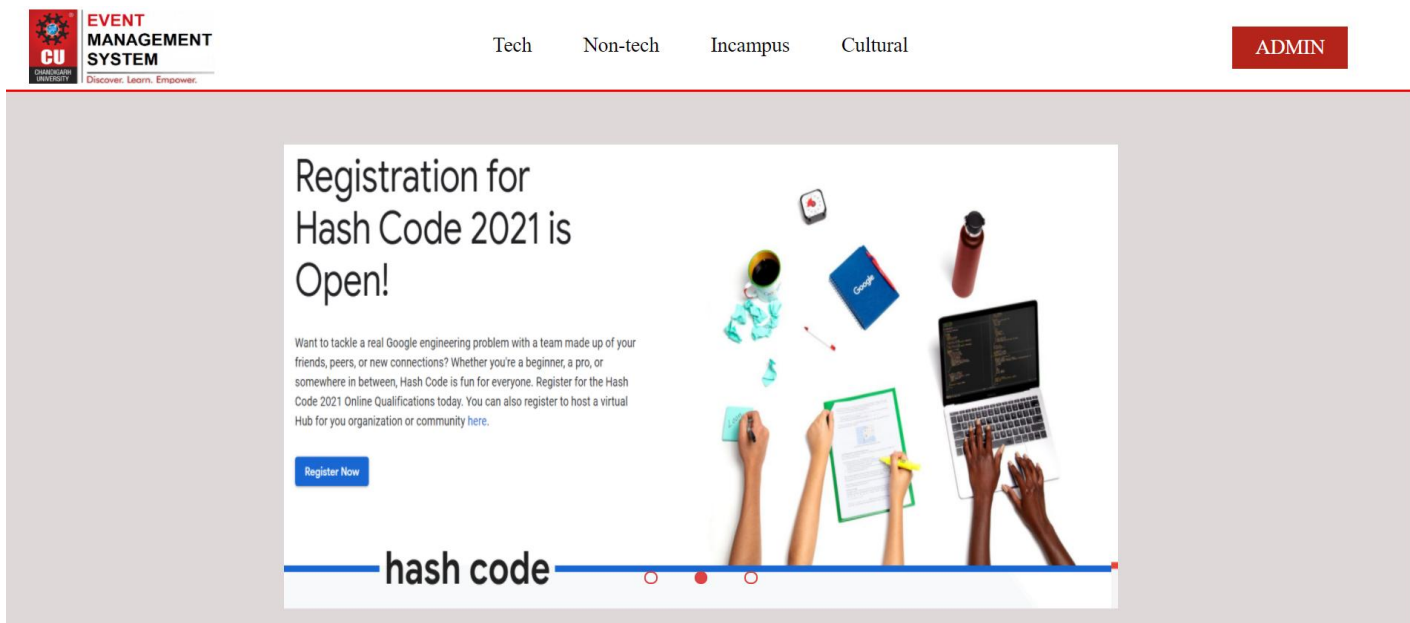 EVENT
MANAGEMENT
SYSTEM
CU
CHANDIGARH
UNIVERSITY
Discover. Learn. Empower.
Tech
Non-tech
Incampus
Cultural
ADMIN
Registration for
Hash Code 2021 is
Open!
Want to tackle a real Google engineering problem with a team made up of your
friends, peers, or new connections? Whether you're a beginner, a pro, or
somewhere in between, Hash Code is fun for everyone. Register for the Hash
Code 2021 Online Qualifications today. You can also register to host a virtual
Hub for you organization or community here.
Register Now
Google
hash code